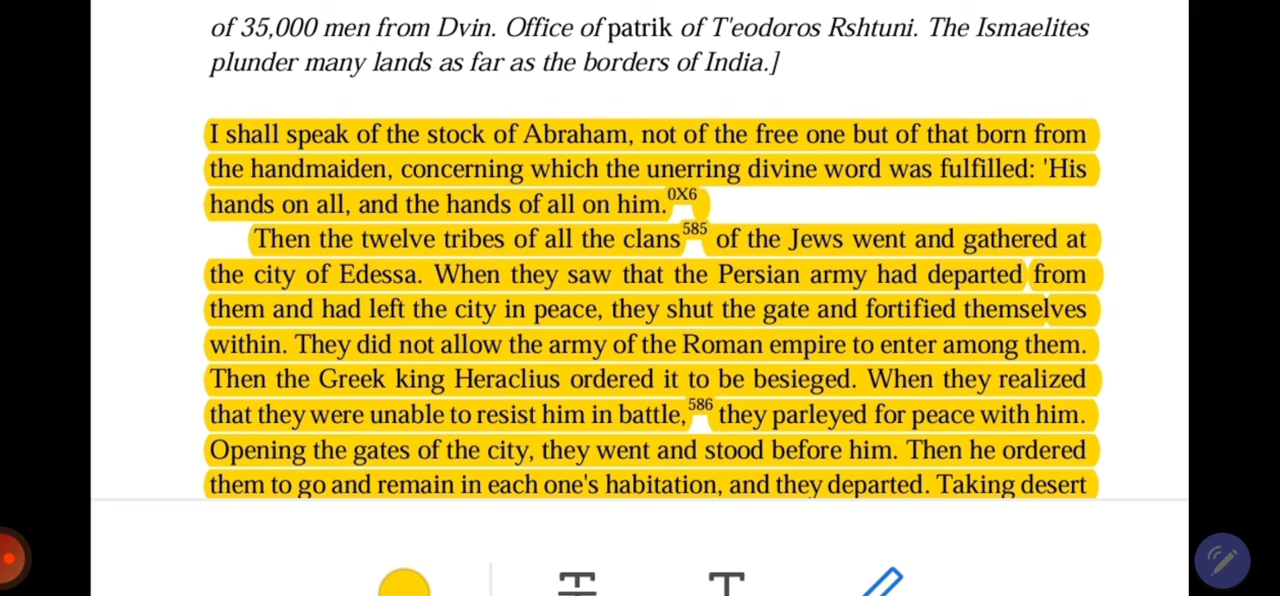 of 35,000 men from Dvin. Office of patrik of T'eodoros Rshtuni. The Ismaelites
plunder many lands as far as the borders of India.]
I shall speak of the stock of Abraham, not of the free one but of that born from
the handmaiden, concerning which the unerring divine word was fulfilled: 'His
hands on all, and the hands of all on him.0X6
Then the twelve tribes of all the clans585 of the Jews went and gathered at
the city of Edessa. When they saw that the Persian army had departed from
them and had left the city in peace, they shut the gate and fortified themselves
within. They did not allow the army of the Roman empire to enter among them.
Then the Greek king Heraclius ordered it to be besieged. When they realized
that they were unable to resist him in battle,586 they parleyed for peace with him.
Opening the gates of the city, they went and stood before him. Then he ordered
them to go and remain in each one's habitation, and they departed. Taking desert